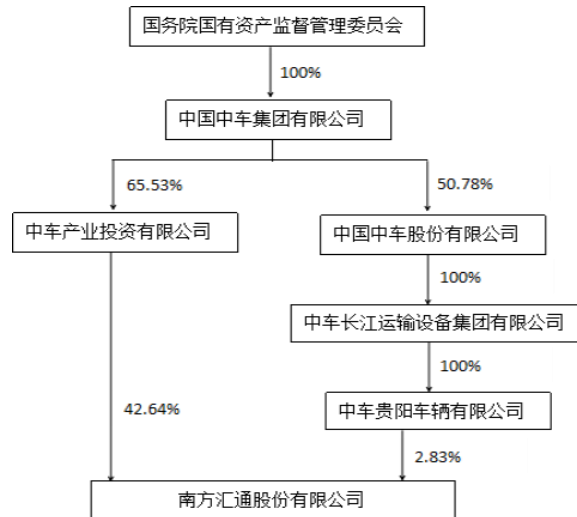 国务院国有资产监督管理委员会
100%
中国中车集团有限公司
65.53%
50.78%
中车产业投资有限公司
中国中车股份有限公司
100%
中车长江运输设备集团有限公司
100%
42.64%
中车贵阳车辆有限公司
2.83%
南方汇通股份有限公司